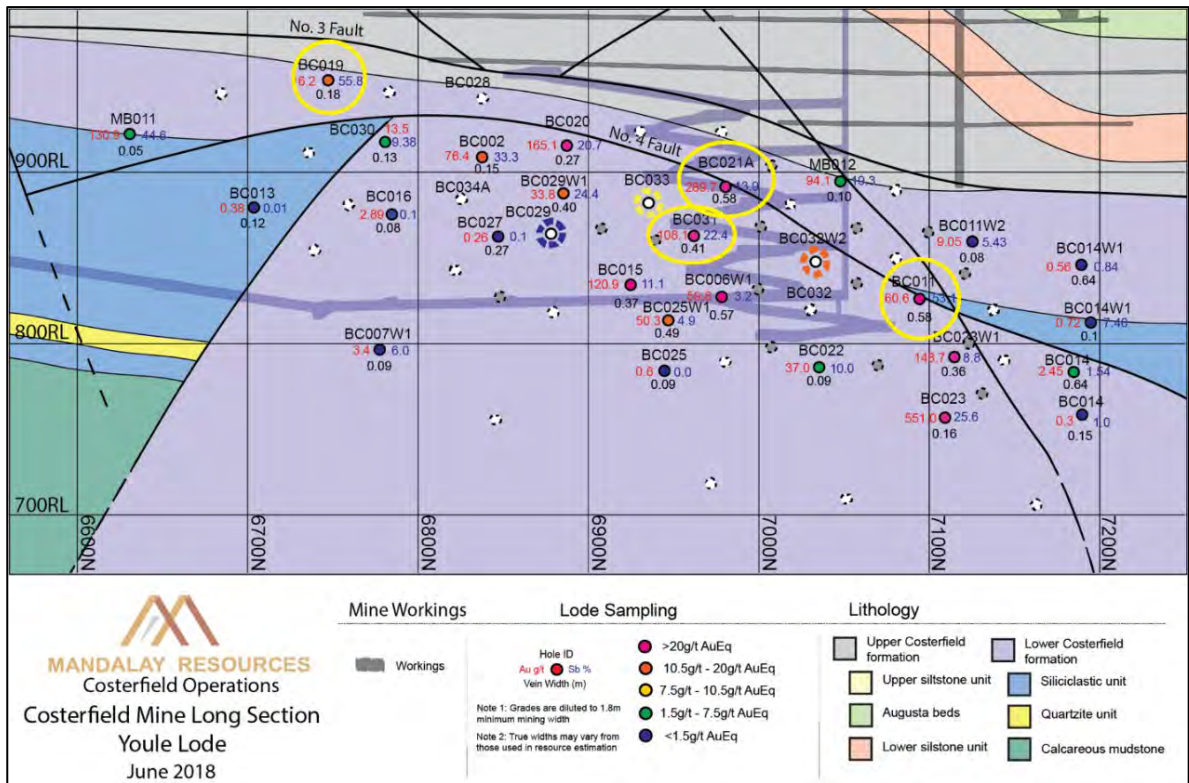 No. 3 Fault
BC019
6.2 55.8
0.18
BC028
MB011
130.9 44.6
0.05
BC030 13.5
9.38
0.13
BC002
76.4 33.3
0.15
BC020
165.1 20.7
0.27
No. 4 Fault
BC021A
289.7 13.9
0.58
MB012
94.1 10.3
0.10
900RL
BC013
0.38 0.01
0.12
BC016
2.89 0.1
0.08
BC034A
BC029W1
33.8 24.4
0.40
BC033
BC027
0.26 0.1
0.27
BC029
BC031
108.1 22.4
0.41
BC032W2
BC011W2
9.05 5.43
0.08
BC014W1
0.56 0.84
0.64
BC015
120.9 11.1
0.37
BC006W1
59.8 3.2
0.57
BC032
BC011
60.6
0.58
BC025W1
50.3 4.9
0.49
BC014W1
0.72 7.48
0.1
800RL
BC007W1
3.4 6.0
0.09
BC025
0.6 0.0
0.09
BC022
37.0 10.0
0.09
BC023W1
148.7 8.8
0.36
BC014
2.45 1.54
0.64
BC023
551.0 25.6
0.16
BC014
0.3 1.0
0.15
700RL
6600N
6700N
6800N
6900N
7000N
7100N
7200N
MANDALAY RESOURCES
Costerfield Operations
Costerfield Mine Long Section
Youle Lode
June 2018
Mine Workings
Workings
Lode Sampling
Hole ID
Au g/t Sb %
Vein Width (m)
Note 1: Grades are diluted to 1.8m
minimum mining width
Note 2: True widths may vary from
those used in resource estimation
>20g/t AuEq
10.5g/t - 20g/t AuEq
7.5g/t - 10.5g/t AuEq
1.5g/t - 7.5g/t AuEq
<1.5g/t AuEq
Lithology
Upper Costerfield
formation
Lower Costerfield
formation
Upper siltstone unit
Siliciclastic unit
Augusta beds
Quartzite unit
Lower silstone unit
Calcareous mudstone